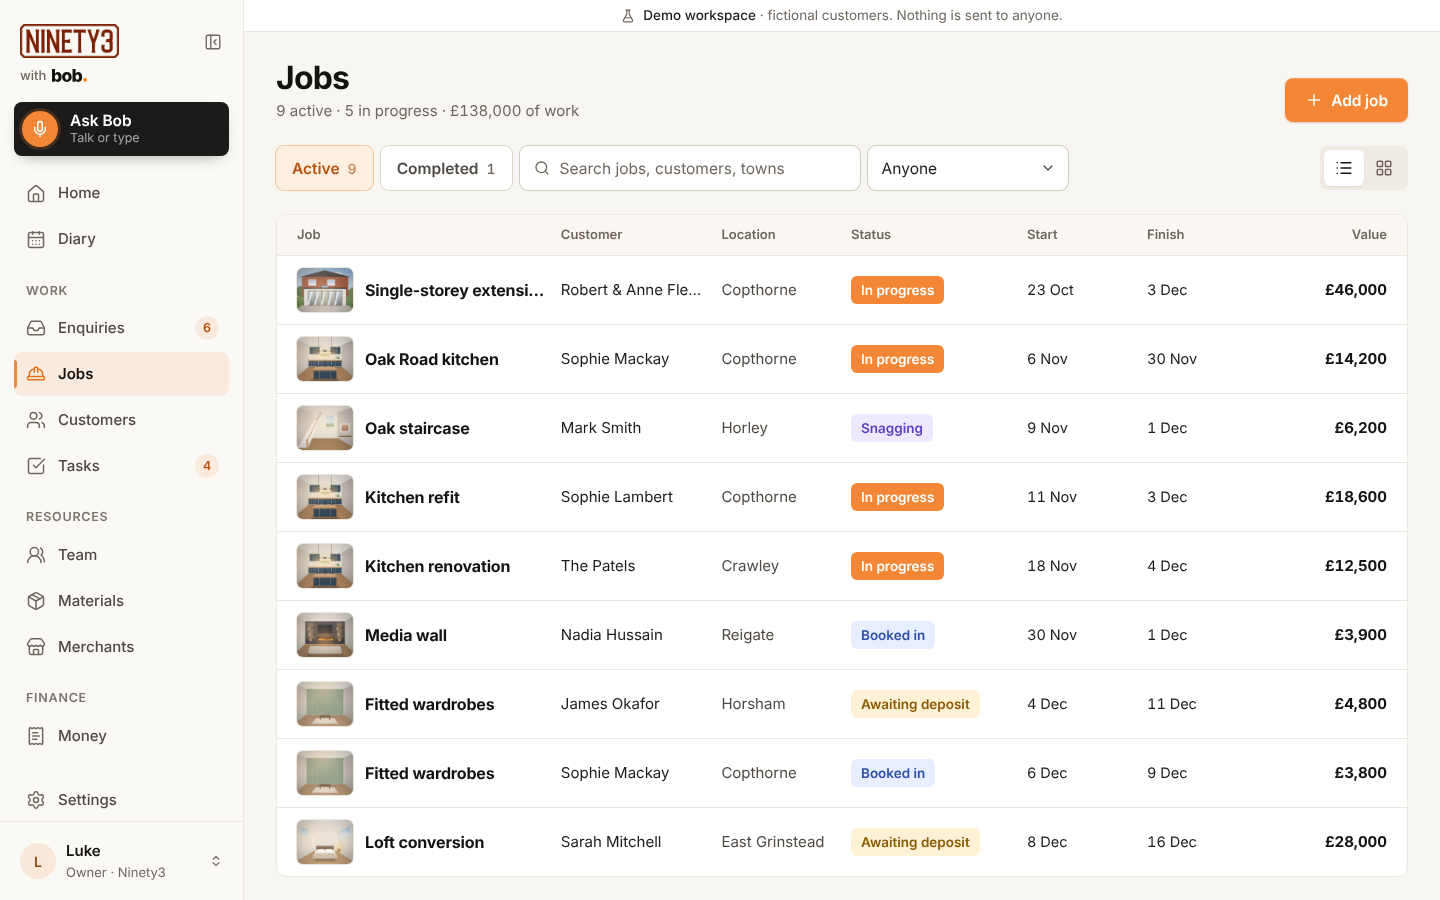 NINETY3
with bob.
Ask Bob
Talk or type
Home
Diary
WORK
Enquiries 6
Jobs
Customers
Tasks 4
RESOURCES
Team
Materials
Merchants
FINANCE
Money
Settings
L
Luke
Owner · Ninety3
Demo workspace · fictional customers. Nothing is sent to anyone.
Jobs
9 active · 5 in progress · £138,000 of work
+ Add job
Active 9
Completed 1
Search jobs, customers, towns
Anyone
Job Customer Location Status Start Finish Value
Single-storey extensi... Robert & Anne Fle... Copthorne In progress 23 Oct 3 Dec £46,000
Oak Road kitchen Sophie Mackay Copthorne In progress 6 Nov 30 Nov £14,200
Oak staircase Mark Smith Horley Snagging 9 Nov 1 Dec £6,200
Kitchen refit Sophie Lambert Copthorne In progress 11 Nov 3 Dec £18,600
Kitchen renovation The Patels Crawley In progress 18 Nov 4 Dec £12,500
Media wall Nadia Hussain Reigate Booked in 30 Nov 1 Dec £3,900
Fitted wardrobes James Okafor Horsham Awaiting deposit 4 Dec 11 Dec £4,800
Fitted wardrobes Sophie Mackay Copthorne Booked in 6 Dec 9 Dec £3,800
Loft conversion Sarah Mitchell East Grinstead Awaiting deposit 8 Dec 16 Dec £28,000